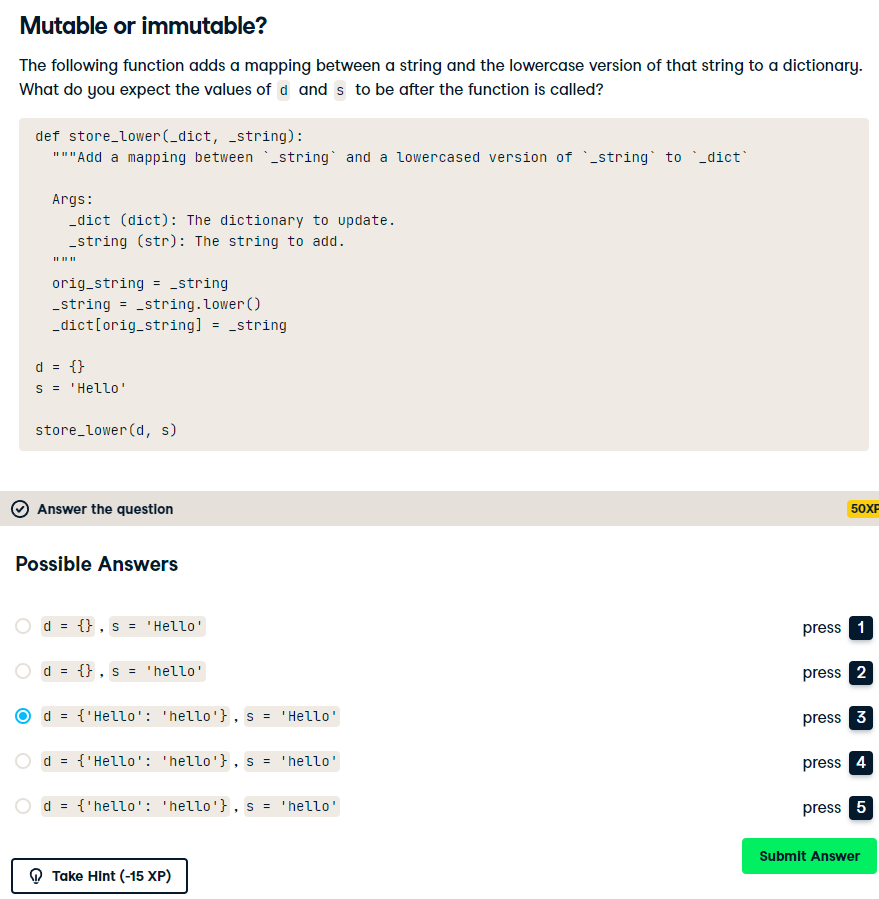 Mutable or immutable?
The following function adds a mapping between a string and the lowercase version of that string to a dictionary.
What do you expect the values of d and s to be after the function is called?
def store_lower(_dict, _string):
  """Add a mapping between `_string` and a lowercased version of `_string` to `_dict`

  Args:
    _dict (dict): The dictionary to update.
    _string (str): The string to add.
  """
  orig_string = _string
  _string = _string.lower()
  _dict[orig_string] = _string

d = {}
s = 'Hello'

store_lower(d, s)
Answer the question
50XP
Possible Answers
d = {}, s = 'Hello' press 1
d = {}, s = 'hello' press 2
d = {'Hello': 'hello'}, s = 'Hello' press 3
d = {'Hello': 'hello'}, s = 'hello' press 4
d = {'hello': 'hello'}, s = 'hello' press 5
Submit Answer
Take Hint (-15 XP)